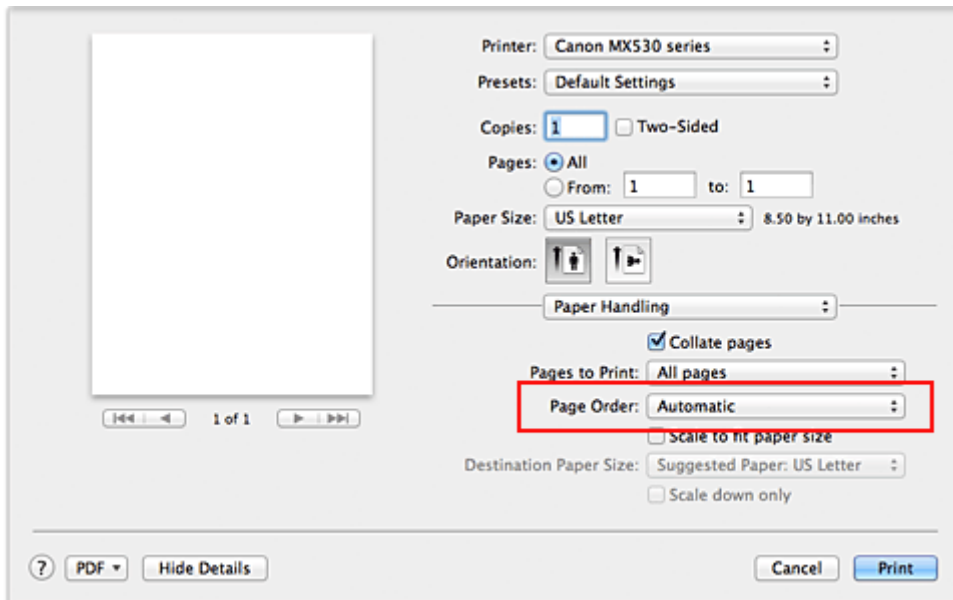 Printer: Canon MX530 series
Presets: Default Settings
Copies: 1 Two-Sided
Pages: All
From: 1 to: 1
Paper Size: US Letter 8.50 by 11.00 inches
Orientation:
Paper Handling
Collate pages
Pages to Print: All pages
Page Order: Automatic
Scale to fit paper size
Destination Paper Size: Suggested Paper: US Letter
Scale down only
1 of 1
? PDF Hide Details Cancel Print